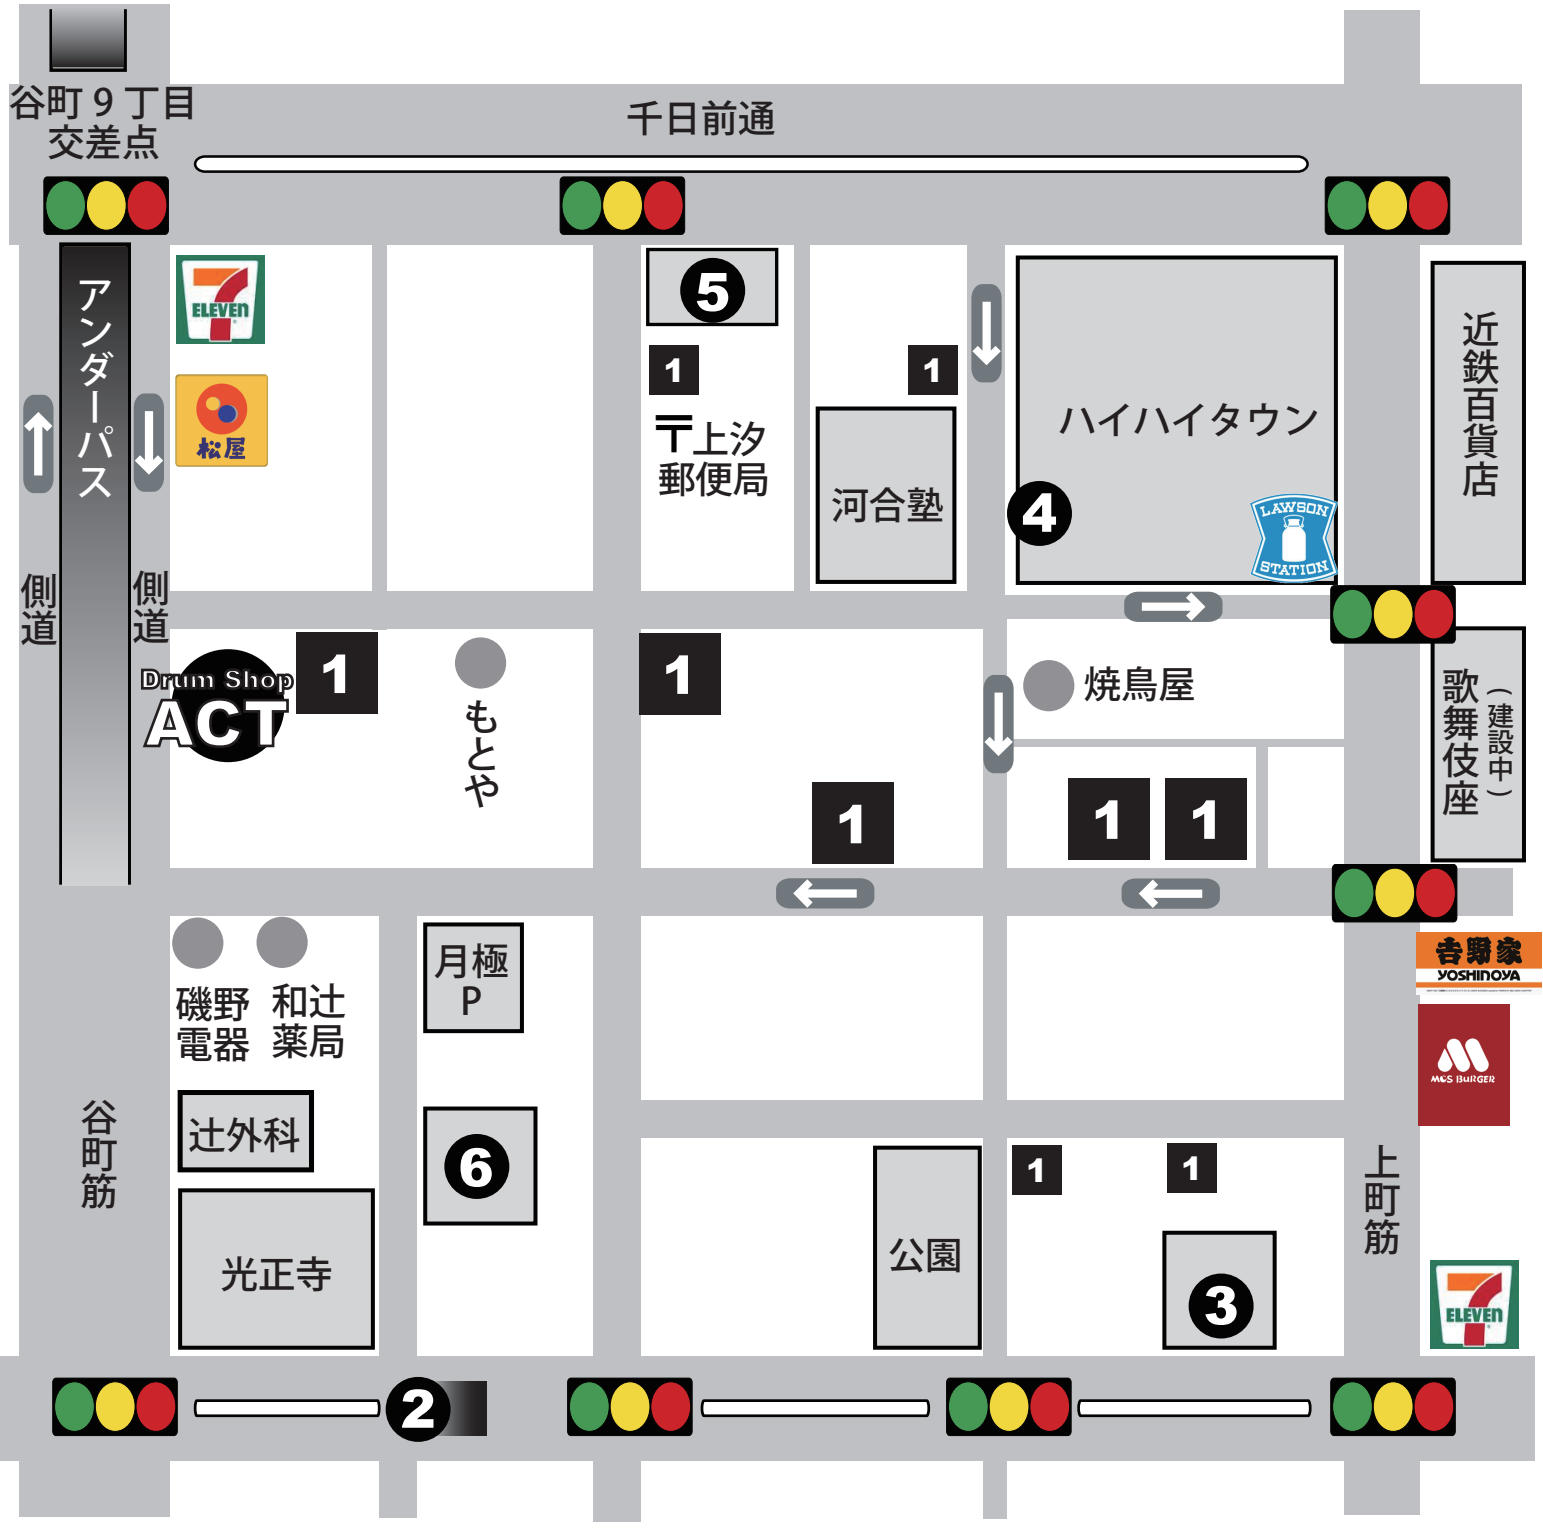 谷町9丁目
交差点
千日前通
アンダーパス
7
ELEVEN
松屋
5
1
1
〒上汐
郵便局
河合塾
ハイハイタウン
4
LAWSON
STATION
近鉄百貨店
側道
側道
Drum Shop
ACT
1
もとや
1
焼鳥屋
歌舞伎座
(建設中)
1
1
1
吉野家
YOSHINOYA
磯野
電器
和辻
薬局
月極
P
MOS BURGER
辻外科
谷町筋
6
光正寺
公園
1
1
上町筋
3
7
ELEVEN
2